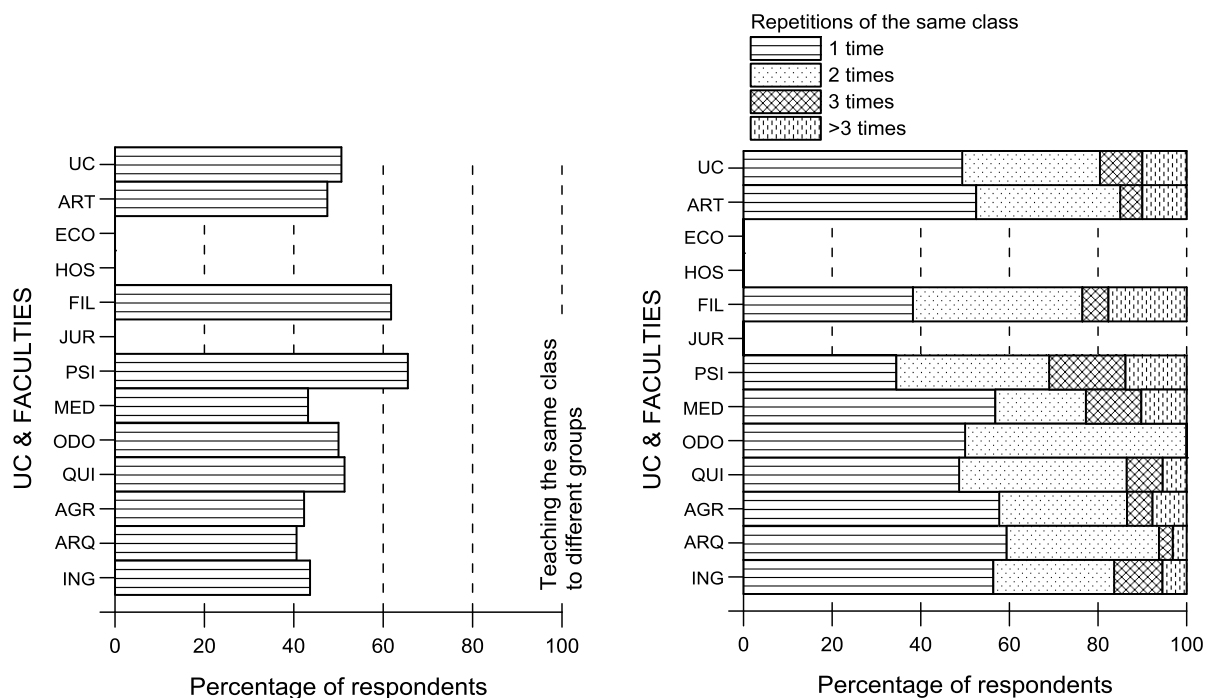 Repetitions of the same class
1 time
2 times
3 times
>3 times
UC & FACULTIES
UC
ART
ECO
HOS
FIL
JUR
PSI
MED
ODO
QUI
AGR
ARQ
ING
Teaching the same class
to different groups
0 20 40 60 80 100
Percentage of respondents
UC & FACULTIES
UC
ART
ECO
HOS
FIL
JUR
PSI
MED
ODO
QUI
AGR
ARQ
ING
0 20 40 60 80 100
Percentage of respondents